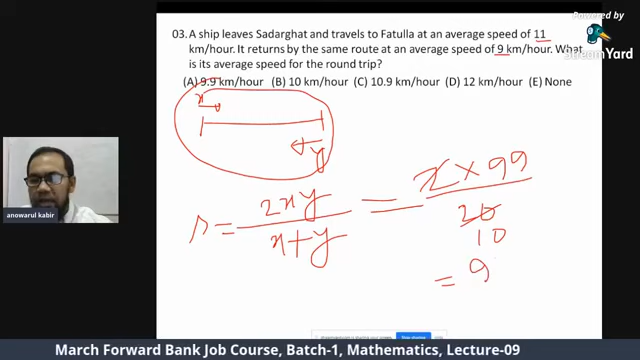 Powered by
StreamYard
03. A ship leaves Sadarghat and travels to Fatulla at an average speed of 11
km/hour. It returns by the same route at an average speed of 9 km/hour. What
is its average speed for the round trip?
(A) 9.9 km/hour (B) 10 km/hour (C) 10.9 km/hour (D) 12 km/hour (E) None
x
y
s = 2xy / x+y = 2 × 99 / 20
10
= 9
anowarul kabir
March Forward Bank Job Course, Batch-1, Mathematics, Lecture-09